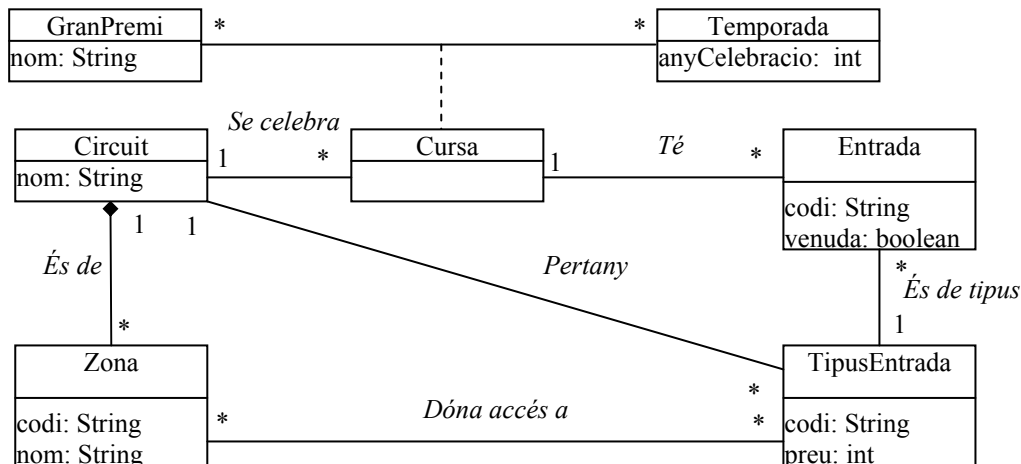 GranPremi
nom: String
*
*
Temporada
anyCelebracio: int
Circuit
nom: String
1
Se celebra
*
Cursa
1
Té
*
Entrada
codi: String
venuda: boolean
1
1
És de
*
Pertany
*
És de tipus
1
Zona
codi: String
nom: String
*
Dóna accés a
*
*
TipusEntrada
codi: String
preu: int